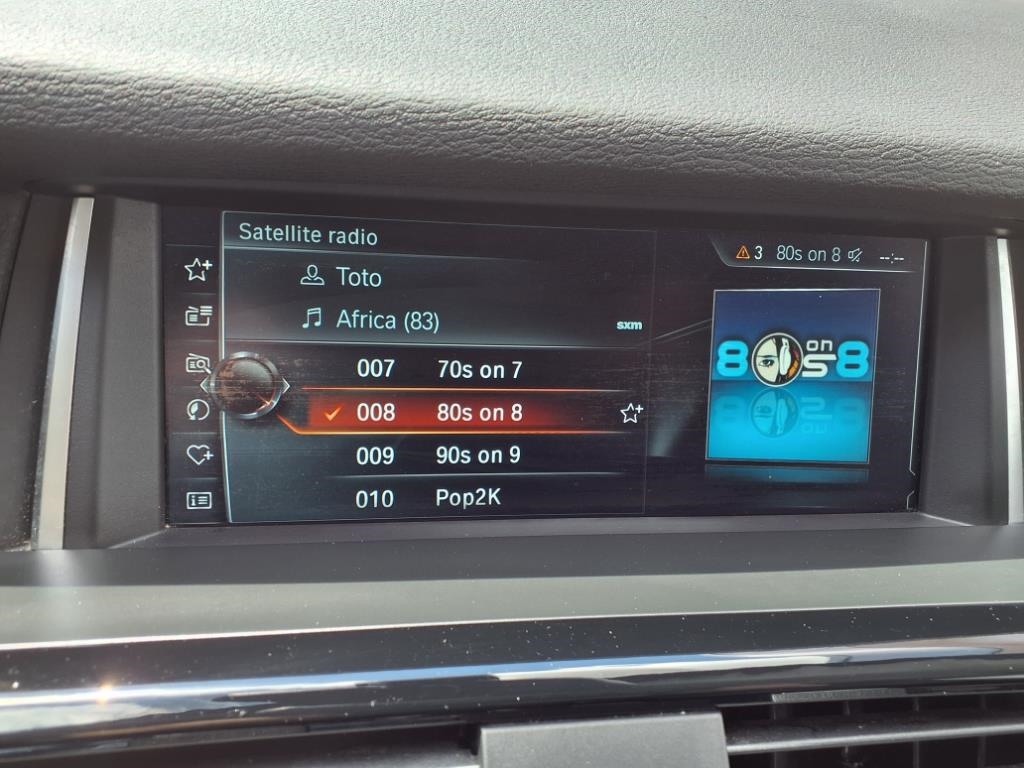 Satellite radio
3 80s on 8 --:--
Toto
Africa (83)
sxm
007 70s on 7
008 80s on 8
009 90s on 9
010 Pop2K
80s on 8